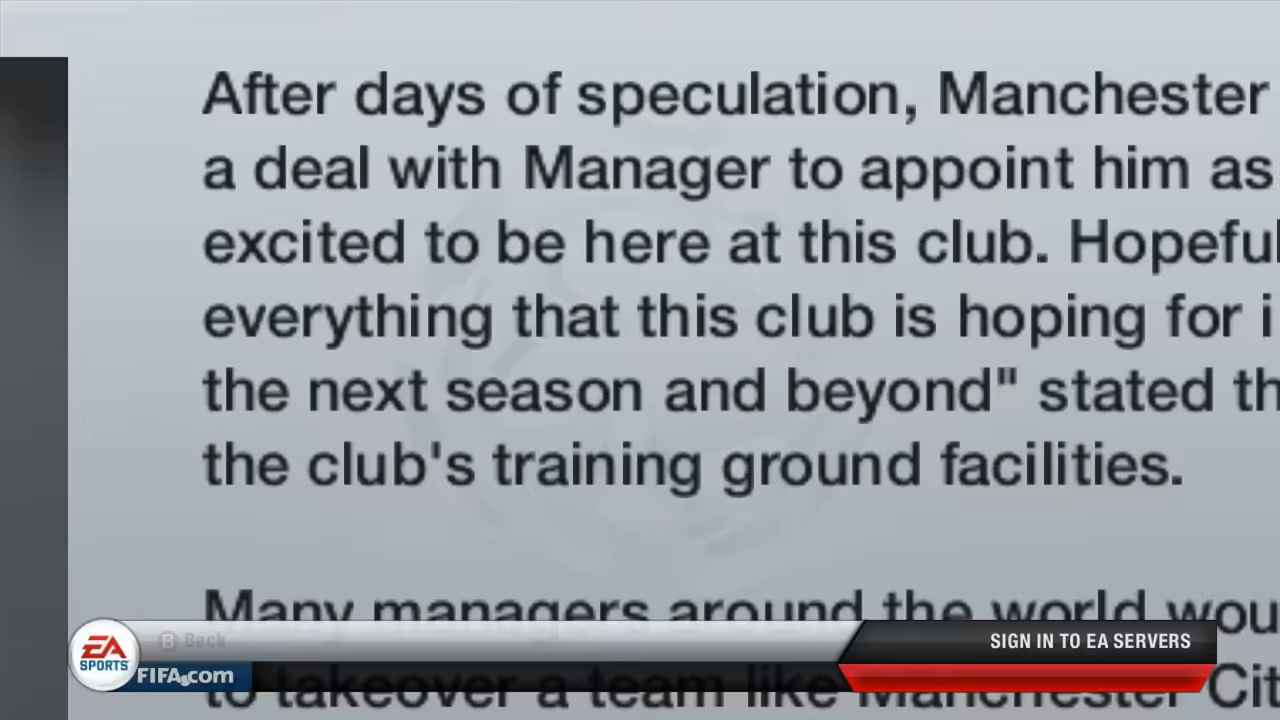 After days of speculation, Manchester
a deal with Manager to appoint him as
excited to be here at this club. Hopeful
everything that this club is hoping for i
the next season and beyond" stated th
the club's training ground facilities.
Many managers around the world wou
B Back
SIGN IN TO EA SERVERS
EA
SPORTS
FIFA.com
to takeover a team like Manchester Cit